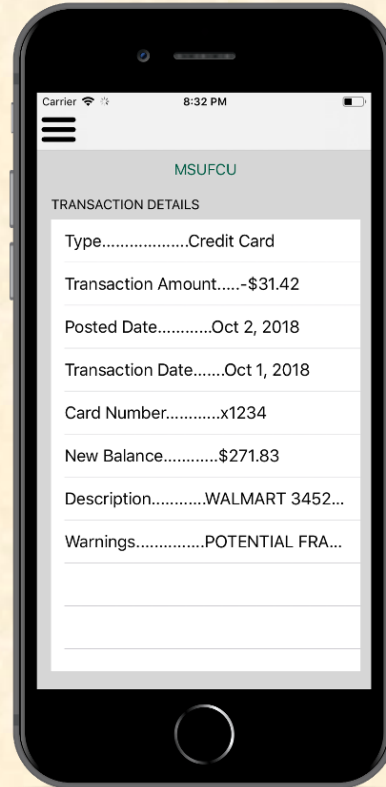 Carrier 8:32 PM
MSUFCU
TRANSACTION DETAILS
Type...................Credit Card
Transaction Amount.....-$31.42
Posted Date............Oct 2, 2018
Transaction Date.......Oct 1, 2018
Card Number............x1234
New Balance............$271.83
Description............WALMART 3452...
Warnings...............POTENTIAL FRA...